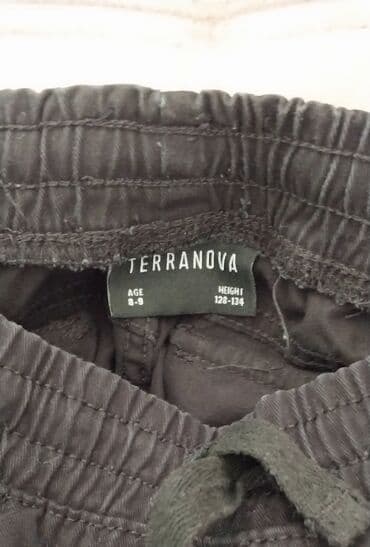 TERRANOVA
AGE HEIGHT
8-9 128-134